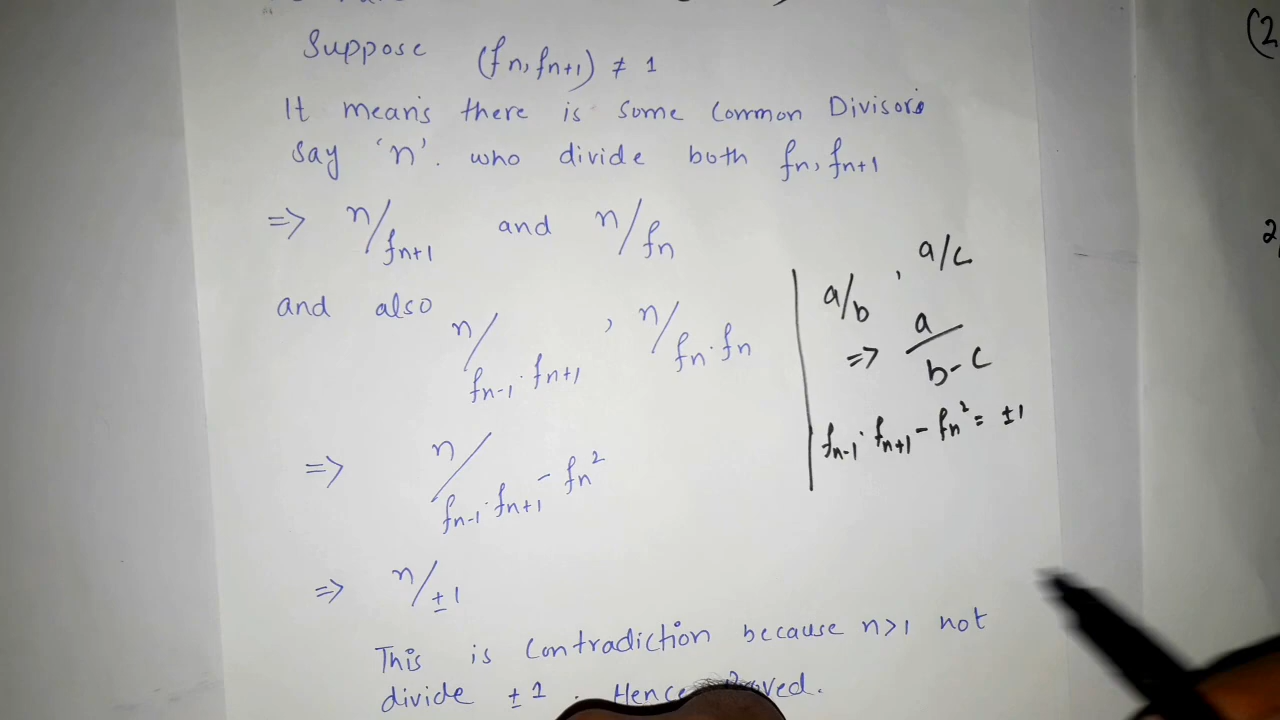 Suppose (fn, fn+1) ≠ 1
It means there is some Common Divisors
say 'n'. who divide both fn, fn+1
=> n/fn+1 and n/fn
and also n/fn-1·fn+1 , n/fn·fn
=> n/fn-1·fn+1 - fn²
=> n/±1
This is Contradiction because n>1 not
divide ±1. Hence
a/b , a/c
=> a/b-c
fn-1·fn+1 - fn² = ±1
(2
2